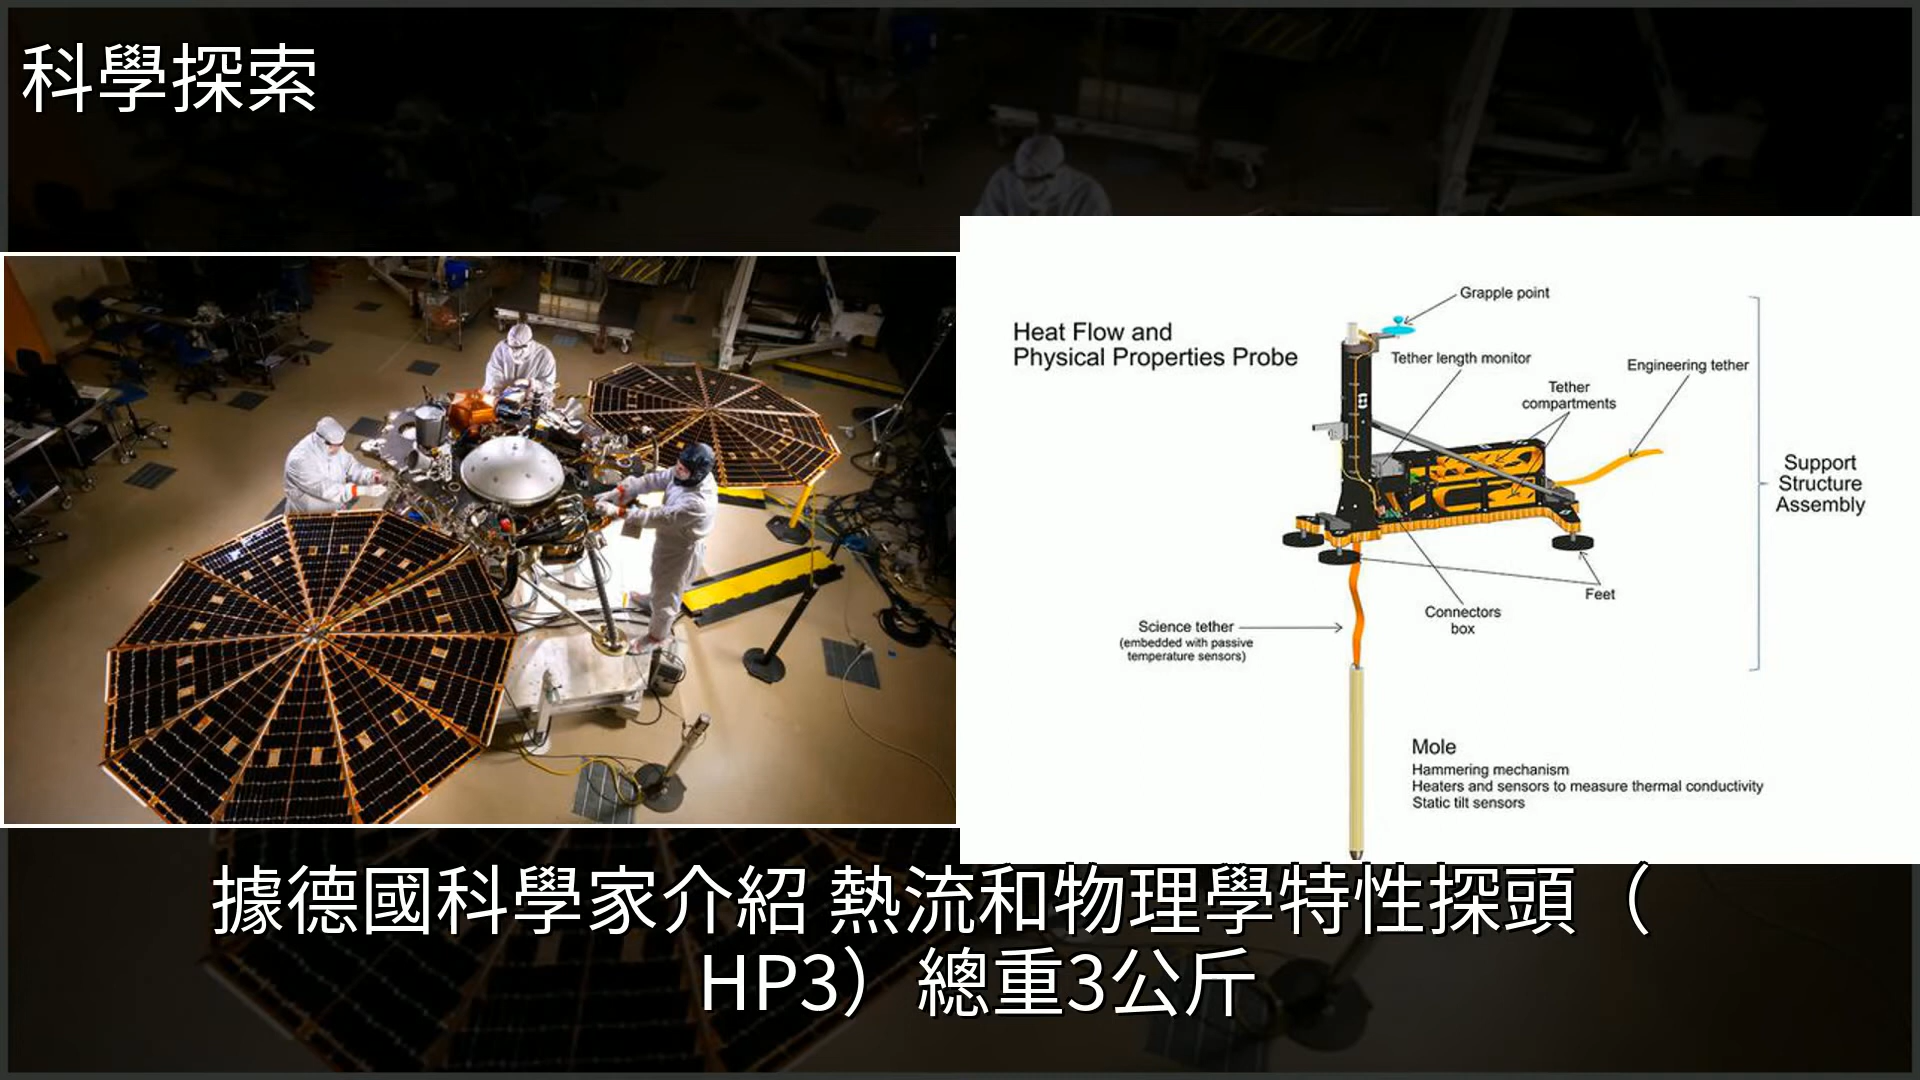 科學探索
Heat Flow and
Physical Properties Probe
Grapple point
Tether length monitor
Engineering tether
Tether
compartments
Support
Structure
Assembly
Feet
Connectors
box
Science tether
(embedded with passive
temperature sensors)
Mole
Hammering mechanism
Heaters and sensors to measure thermal conductivity
Static tilt sensors
據德國科學家介紹 熱流和物理學特性探頭（
HP3）總重3公斤